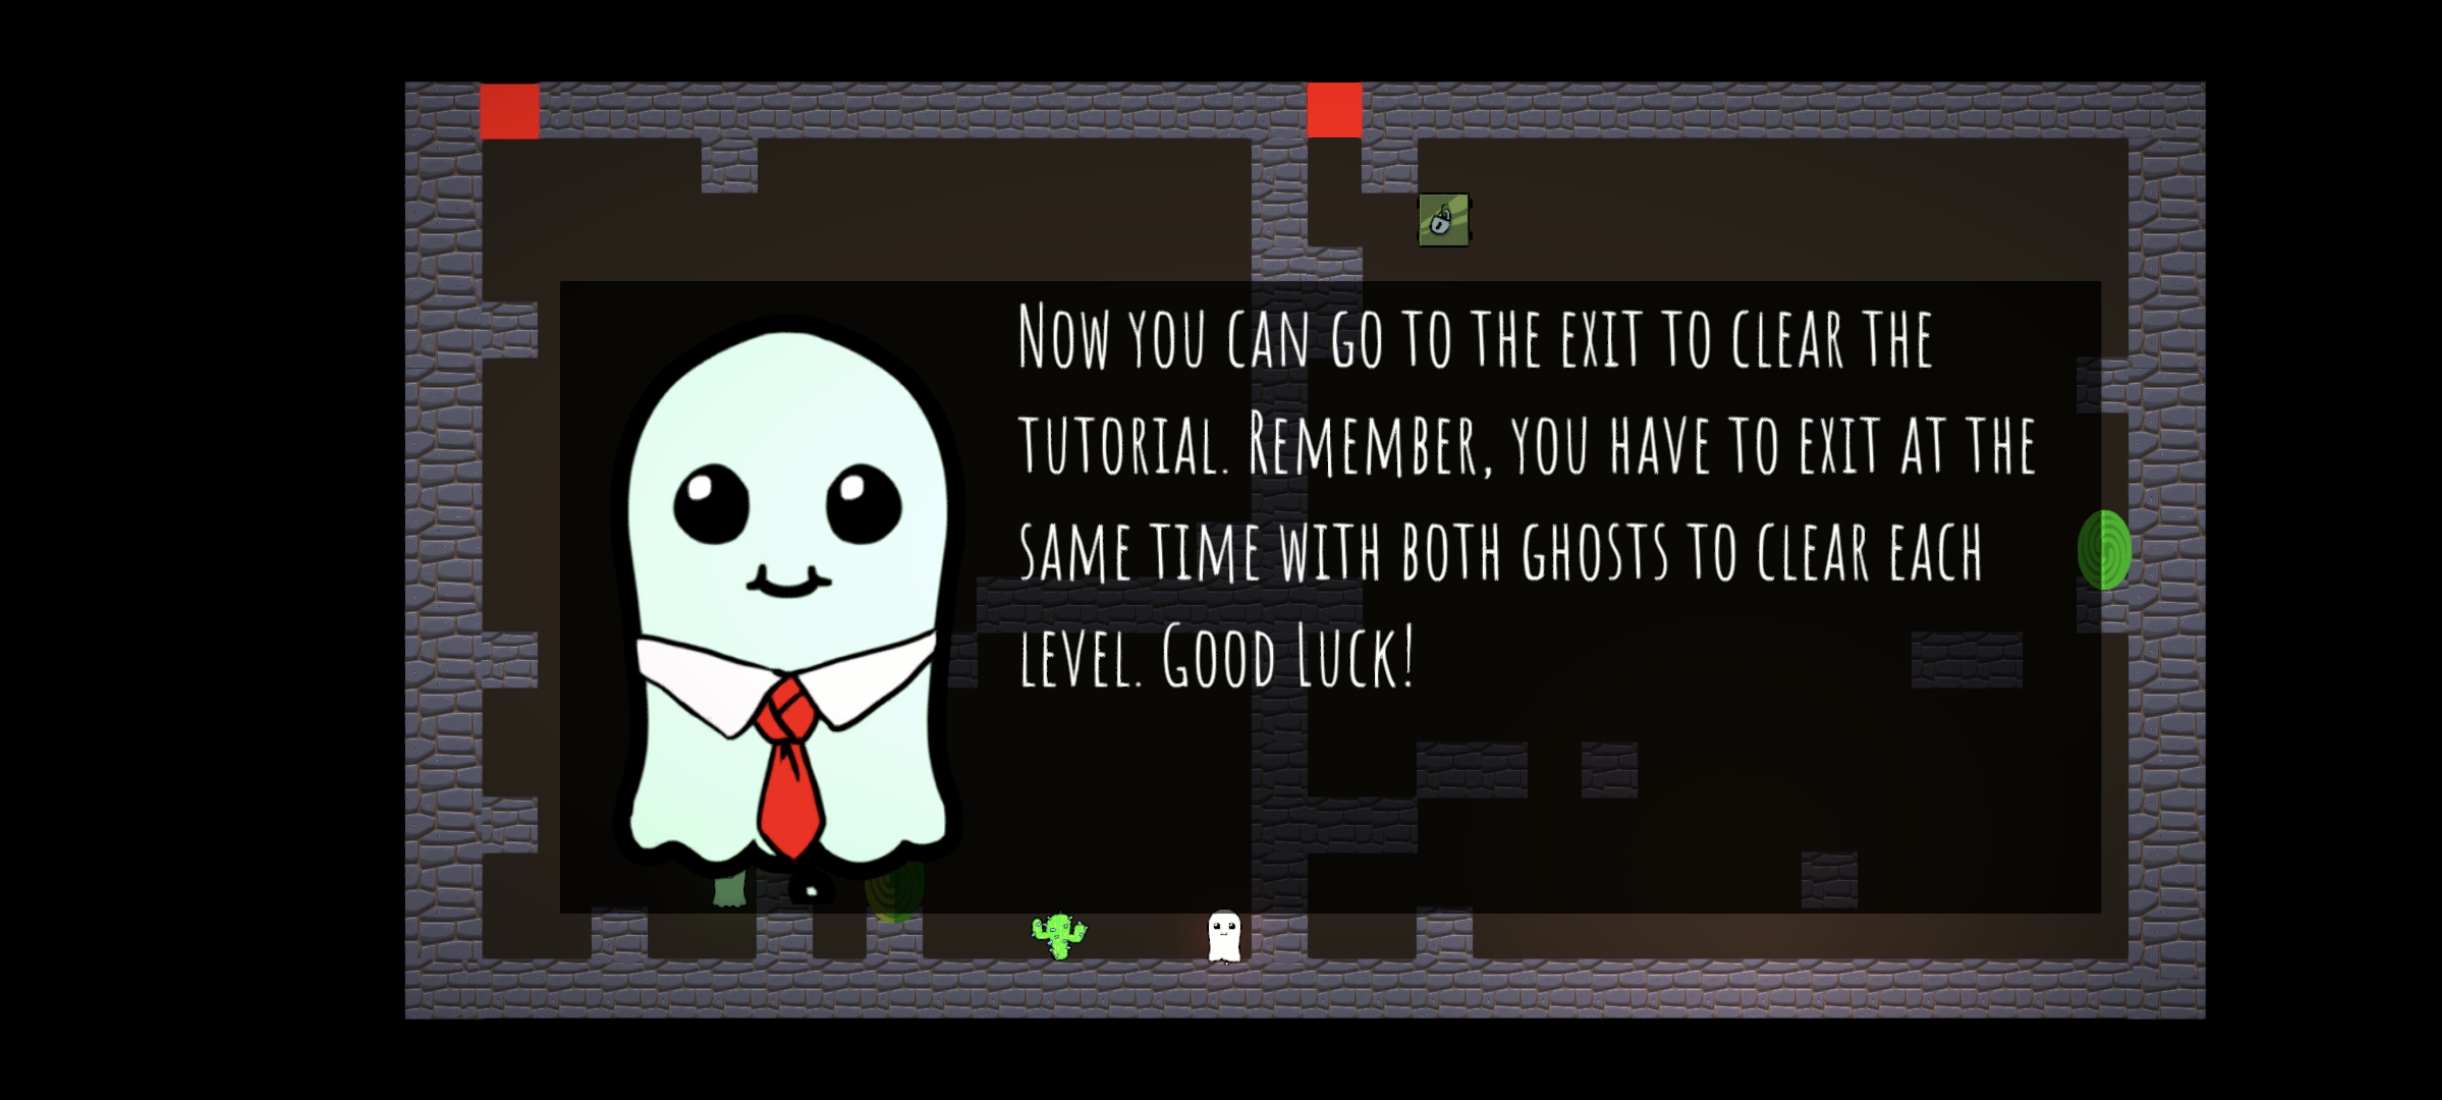 Now you can go to the exit to clear the
tutorial. Remember, you have to exit at the
same time with both ghosts to clear each
level. Good Luck!